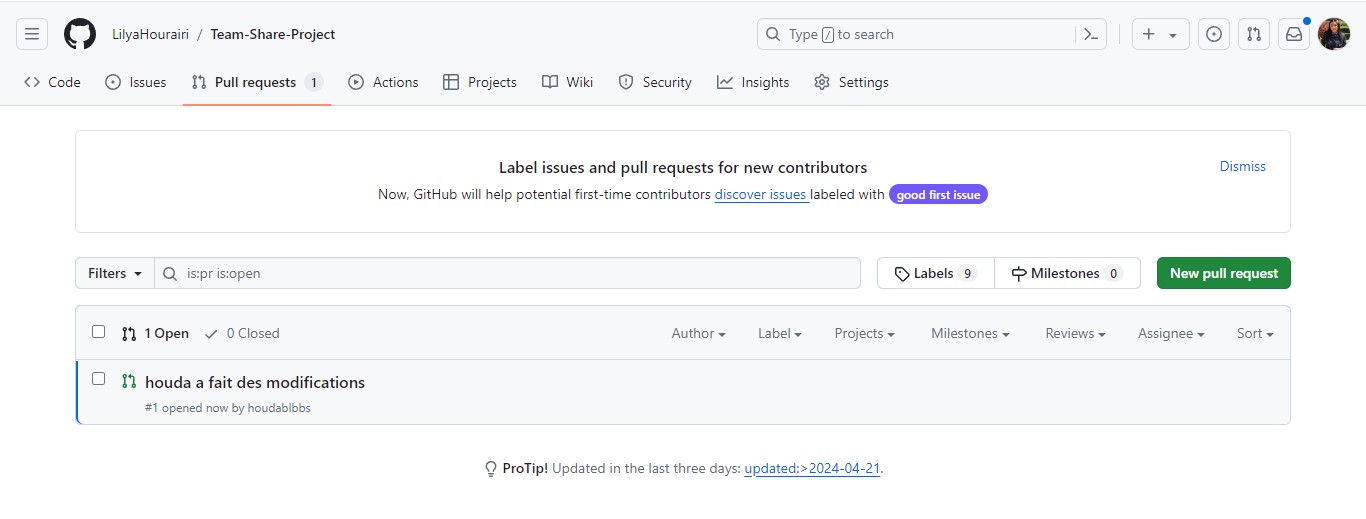 LilyaHourairi / Team-Share-Project
Type / to search
Code Issues Pull requests 1 Actions Projects Wiki Security Insights Settings
Label issues and pull requests for new contributors
Dismiss
Now, GitHub will help potential first-time contributors discover issues labeled with good first issue
Filters is:pr is:open Labels 9 Milestones 0 New pull request
1 Open 0 Closed Author Label Projects Milestones Reviews Assignee Sort
houda a fait des modifications
#1 opened now by houdablbbs
ProTip! Updated in the last three days: updated:>2024-04-21.